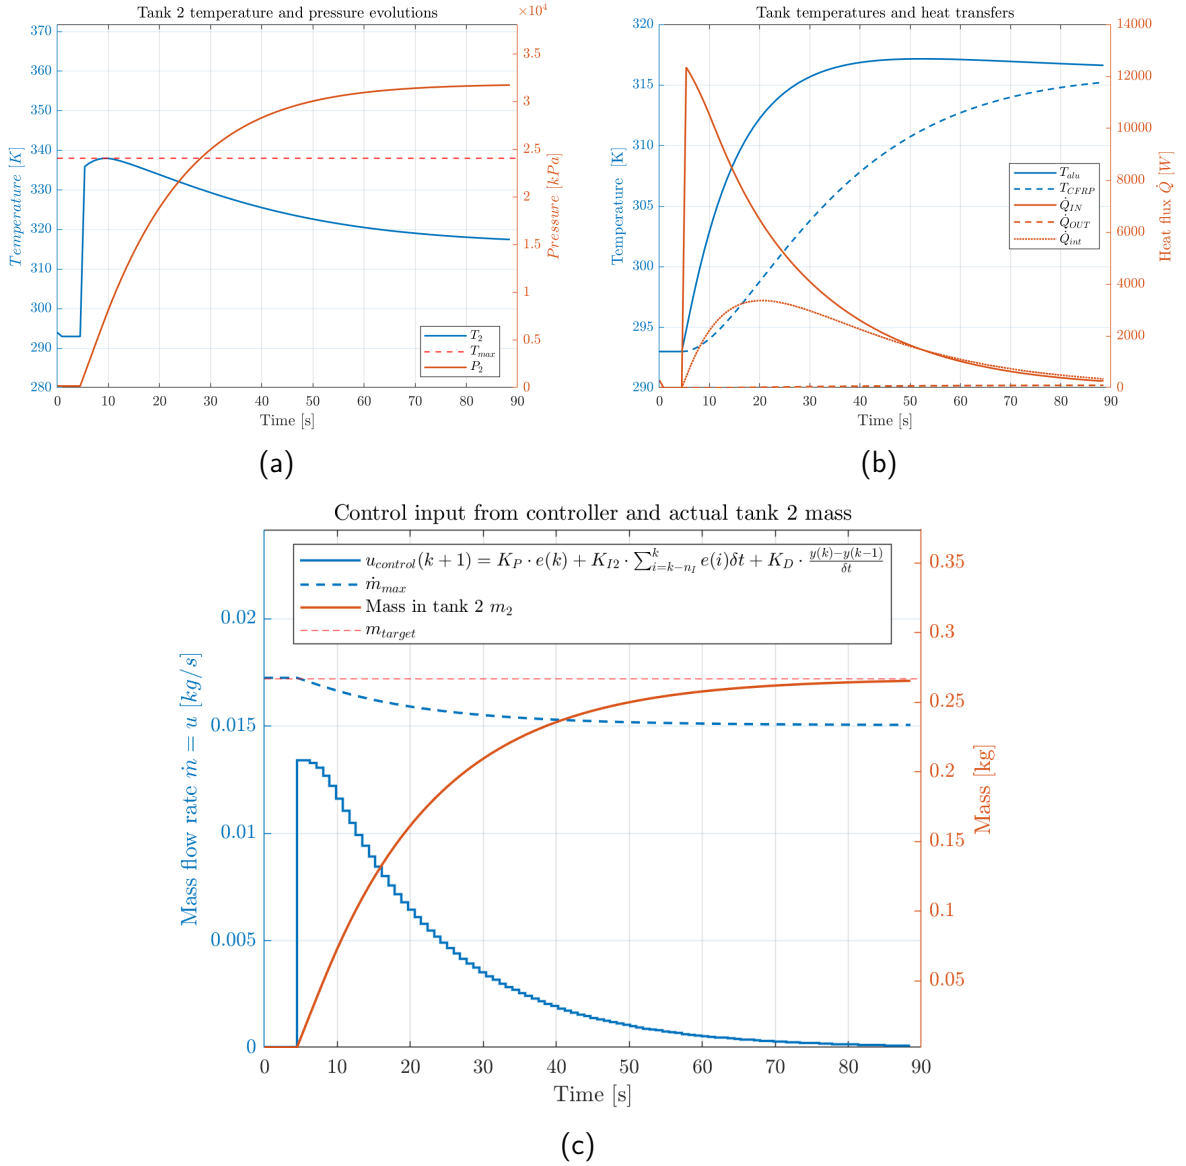 Tank 2 temperature and pressure evolutions
×10⁴
Temperature [K]
370
360
350
340
330
320
310
300
290
280
3.5
3
2.5
2
1.5
1
0.5
0
Pressure [kPa]
T₂
T_max
P₂
0 10 20 30 40 50 60 70 80 90
Time [s]
(a)
Tank temperatures and heat transfers
Temperature [K]
320
315
310
305
300
295
290
14000
12000
10000
8000
6000
4000
2000
0
Heat flux Q̇ [W]
T_alu
T_CFRP
Q̇_IN
Q̇_OUT
Q̇_int
0 10 20 30 40 50 60 70 80 90
Time [s]
(b)
Control input from controller and actual tank 2 mass
u_control(k + 1) = K_P · e(k) + K_I2 · ∑_{i=k−n_I}^{k} e(i)δt + K_D · (y(k)−y(k−1))/δt
ṁ_max
Mass in tank 2 m₂
m_target
Mass flow rate ṁ = u [kg/s]
0.02
0.015
0.01
0.005
0
0.35
0.3
0.25
0.2
0.15
0.1
0.05
Mass [kg]
0 10 20 30 40 50 60 70 80 90
Time [s]
(c)